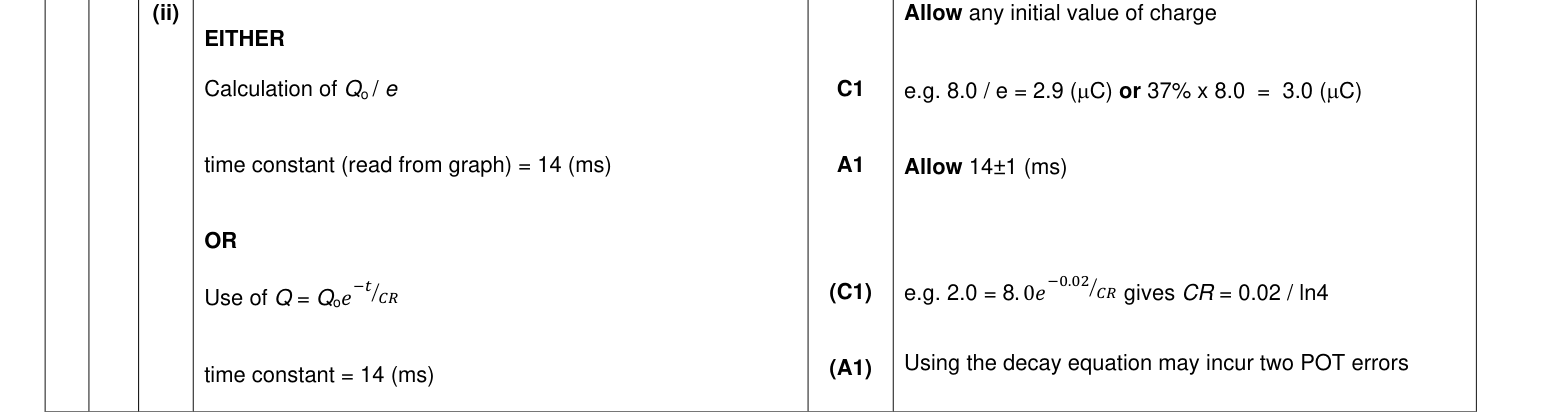 (ii) Allow any initial value of charge
EITHER
Calculation of Qo / e C1 e.g. 8.0 / e = 2.9 (μC) or 37% x 8.0 = 3.0 (μC)
time constant (read from graph) = 14 (ms) A1 Allow 14±1 (ms)
OR
Use of Q = Qoe^−t/CR (C1) e.g. 2.0 = 8.0e^−0.02/CR gives CR = 0.02 / ln4
time constant = 14 (ms) (A1) Using the decay equation may incur two POT errors